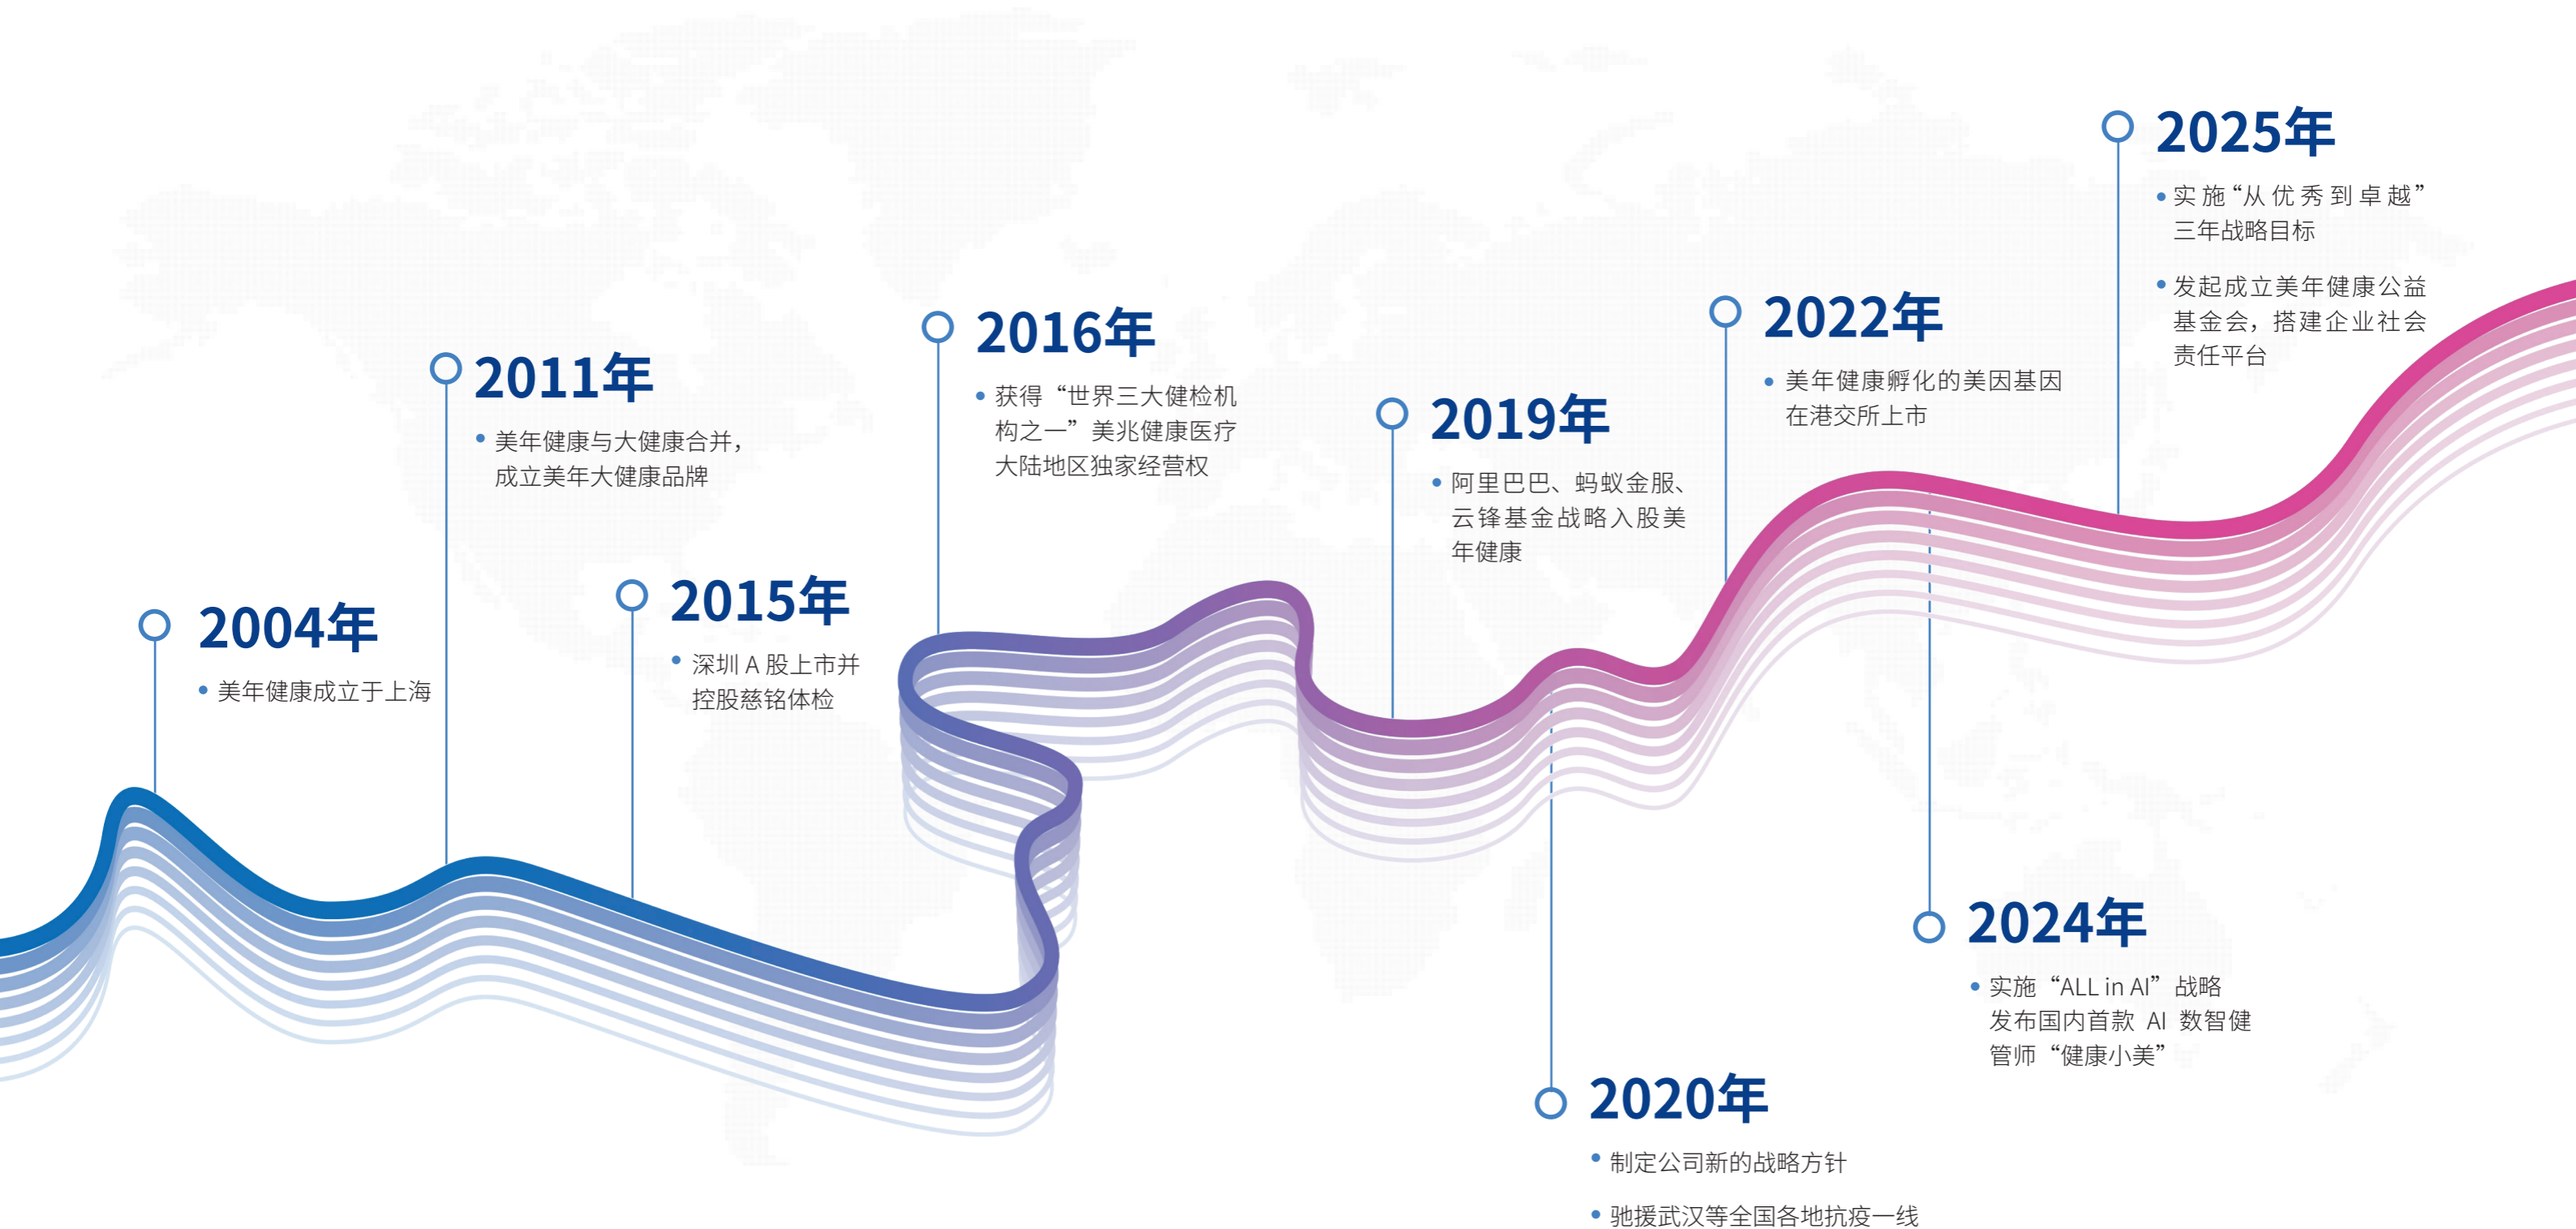 2004年
美年健康成立于上海
2011年
美年健康与大健康合并，
成立美年大健康品牌
2015年
深圳 A 股上市并
控股慈铭体检
2016年
获得“世界三大健检机
构之一”美兆健康医疗
大陆地区独家经营权
2019年
阿里巴巴、蚂蚁金服、
云锋基金战略入股美
年健康
2020年
制定公司新的战略方针
驰援武汉等全国各地抗疫一线
2022年
美年健康孵化的美因基因
在港交所上市
2024年
实施“ALL in AI”战略
发布国内首款 AI 数智健
管师“健康小美”
2025年
实施“从优秀到卓越”
三年战略目标
发起成立美年健康公益
基金会，搭建企业社会
责任平台